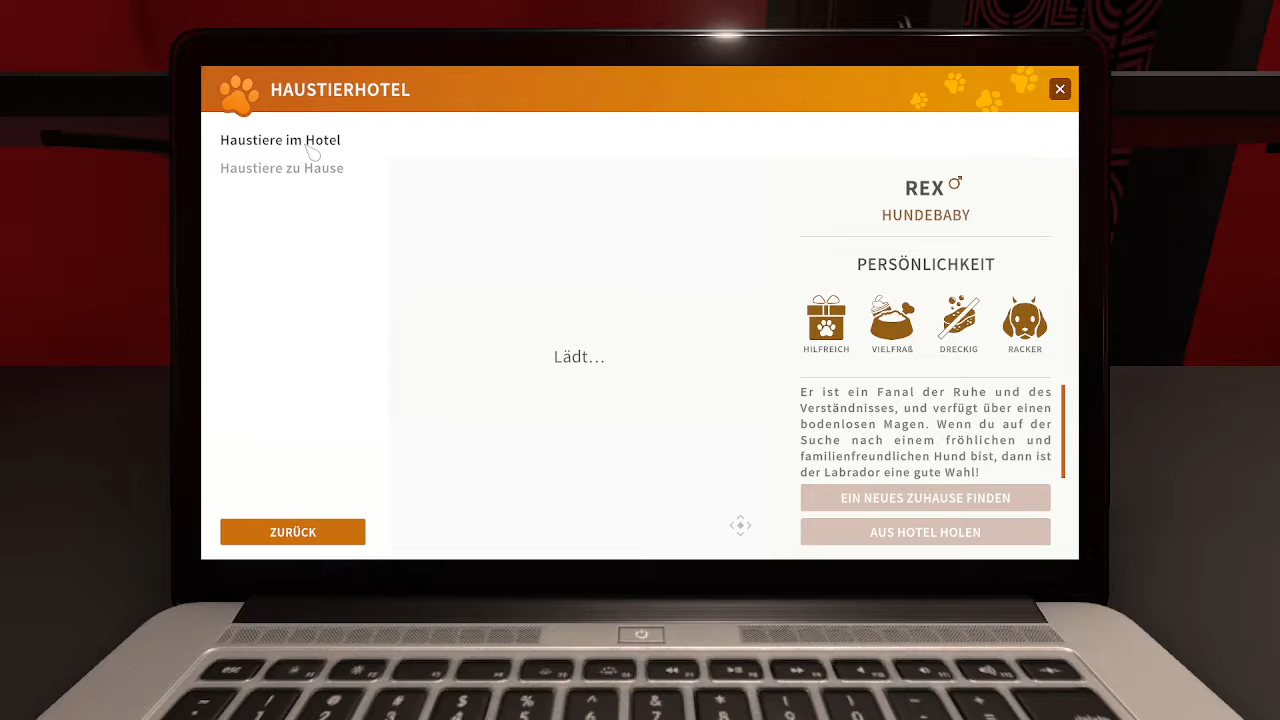 HAUSTIERHOTEL
Haustiere im Hotel
Haustiere zu Hause
Lädt...
REX
HUNDEBABY
PERSÖNLICHKEIT
HILFREICH VIELFRAẞ DRECKIG RACKER
Er ist ein Fanal der Ruhe und des
Verständnisses, und verfügt über einen
bodenlosen Magen. Wenn du auf der
Suche nach einem fröhlichen und
familienfreundlichen Hund bist, dann ist
der Labrador eine gute Wahl!
EIN NEUES ZUHAUSE FINDEN
AUS HOTEL HOLEN
ZURÜCK
esc